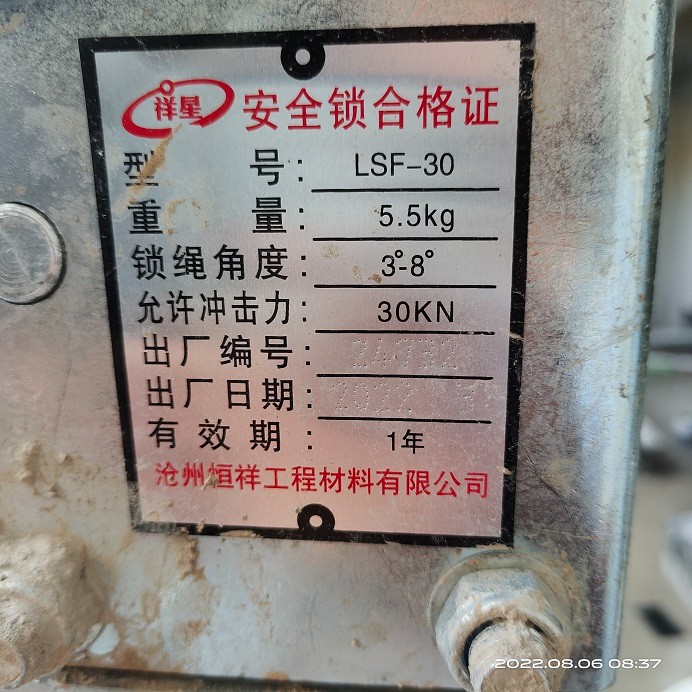 祥星 安全锁合格证
型 号: LSF-30
重 量: 5.5kg
锁绳角度: 3°-8°
允许冲击力: 30KN
出厂编号:
出厂日期: 2022
有效期: 1年
沧州恒祥工程材料有限公司
2022.08.06 08:37